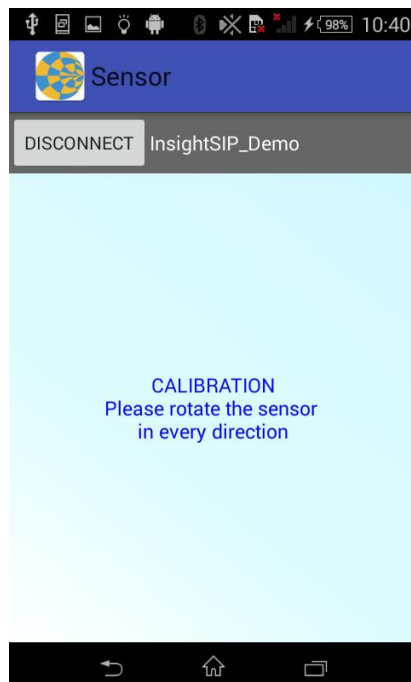 98% 10:40
Sensor
DISCONNECT InsightSIP_Demo
CALIBRATION
Please rotate the sensor
in every direction